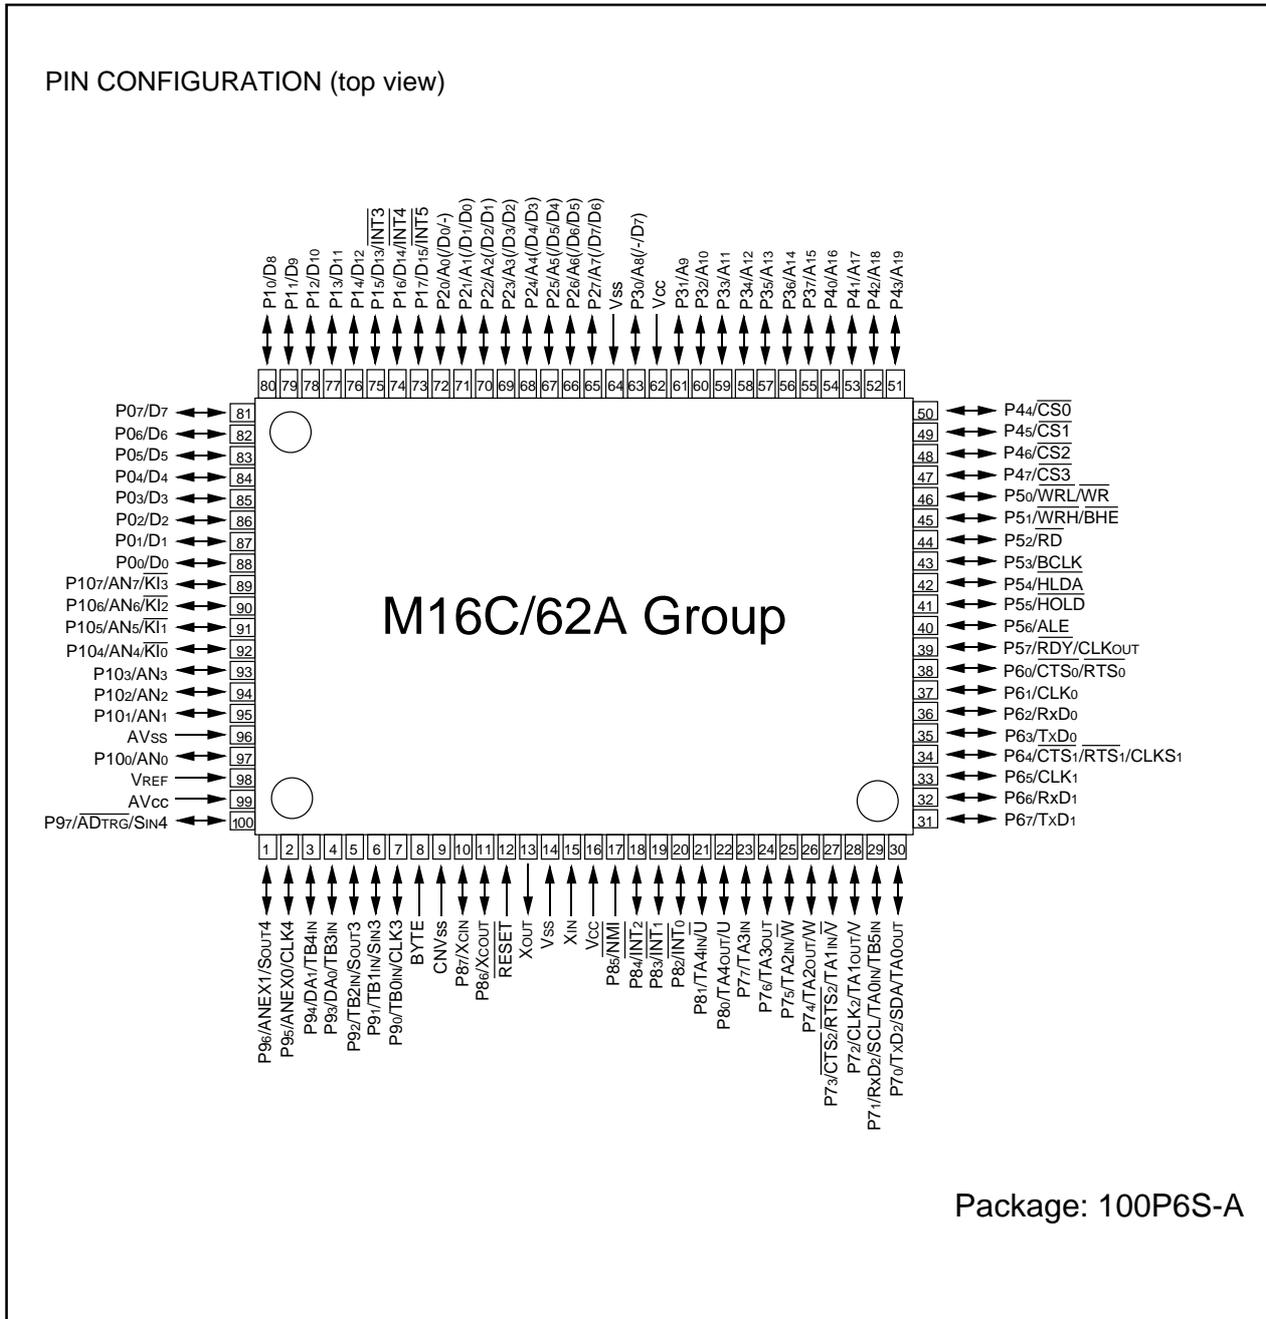 PIN CONFIGURATION (top view)
P10/D8
P11/D9
P12/D10
P13/D11
P14/D12
P15/D13/INT3
P16/D14/INT4
P17/D15/INT5
P20/A0(/D0/-)
P21/A1(/D1/D0)
P22/A2(/D2/D1)
P23/A3(/D3/D2)
P24/A4(/D4/D3)
P25/A5(/D5/D4)
P26/A6(/D6/D5)
P27/A7(/D7/D6)
Vss
P30/A8(/-/D7)
Vcc
P31/A9
P32/A10
P33/A11
P34/A12
P35/A13
P36/A14
P37/A15
P40/A16
P41/A17
P42/A18
P43/A19
80 79 78 77 76 75 74 73 72 71 70 69 68 67 66 65 64 63 62 61 60 59 58 57 56 55 54 53 52 51
P07/D7 81
P06/D6 82
P05/D5 83
P04/D4 84
P03/D3 85
P02/D2 86
P01/D1 87
P00/D0 88
P107/AN7/KI3 89
P106/AN6/KI2 90
P105/AN5/KI1 91
P104/AN4/KI0 92
P103/AN3 93
P102/AN2 94
P101/AN1 95
AVss 96
P100/AN0 97
VREF 98
AVcc 99
P97/ADTRG/SIN4 100
M16C/62A Group
50 P44/CS0
49 P45/CS1
48 P46/CS2
47 P47/CS3
46 P50/WRL/WR
45 P51/WRH/BHE
44 P52/RD
43 P53/BCLK
42 P54/HLDA
41 P55/HOLD
40 P56/ALE
39 P57/RDY/CLKOUT
38 P60/CTS0/RTS0
37 P61/CLK0
36 P62/RxD0
35 P63/TxD0
34 P64/CTS1/RTS1/CLKS1
33 P65/CLK1
32 P66/RxD1
31 P67/TxD1
1 2 3 4 5 6 7 8 9 10 11 12 13 14 15 16 17 18 19 20 21 22 23 24 25 26 27 28 29 30
P96/ANEX1/SOUT4
P95/ANEX0/CLK4
P94/DA1/TB4IN
P93/DA0/TB3IN
P92/TB2IN/SOUT3
P91/TB1IN/SIN3
P90/TB0IN/CLK3
BYTE
CNVss
P87/XCIN
P86/XCOUT
RESET
XOUT
Vss
XIN
Vcc
P85/NMI
P84/INT2
P83/INT1
P82/INT0
P81/TA4IN/U
P80/TA4OUT/U
P77/TA3IN
P76/TA3OUT
P75/TA2IN/W
P74/TA2OUT/W
P73/CTS2/RTS2/TA1IN/V
P72/CLK2/TA1OUT/V
P71/RxD2/SCL/TA0IN/TB5IN
P70/TxD2/SDA/TA0OUT
Package: 100P6S-A